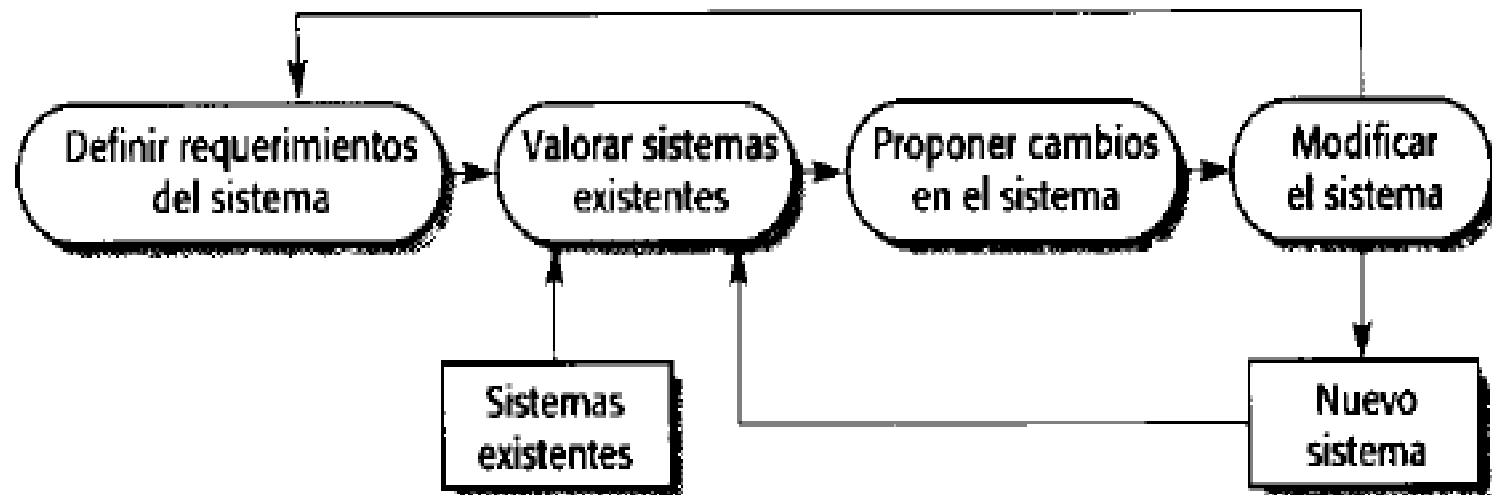 Definir requerimientos
del sistema
Valorar sistemas
existentes
Proponer cambios
en el sistema
Modificar
el sistema
Sistemas
existentes
Nuevo
sistema